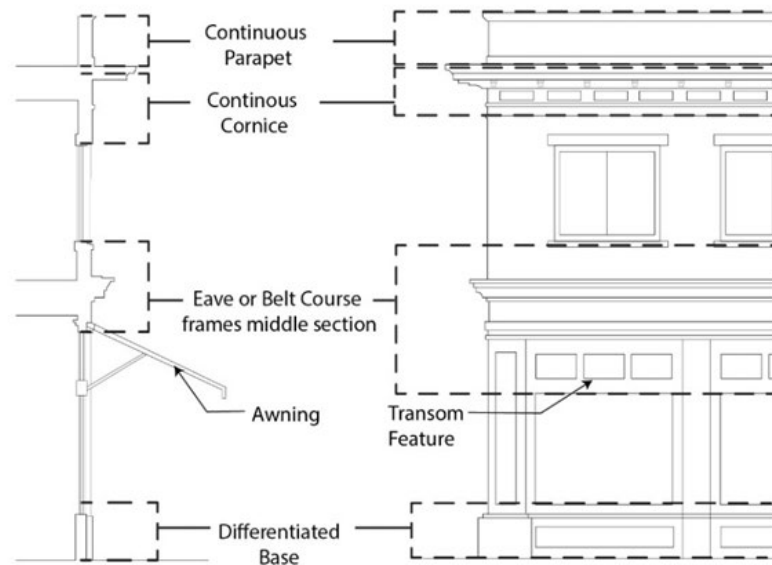 Continuous
Parapet
Continous
Cornice
Eave or Belt Course
frames middle section
Awning
Transom
Feature
Differentiated
Base